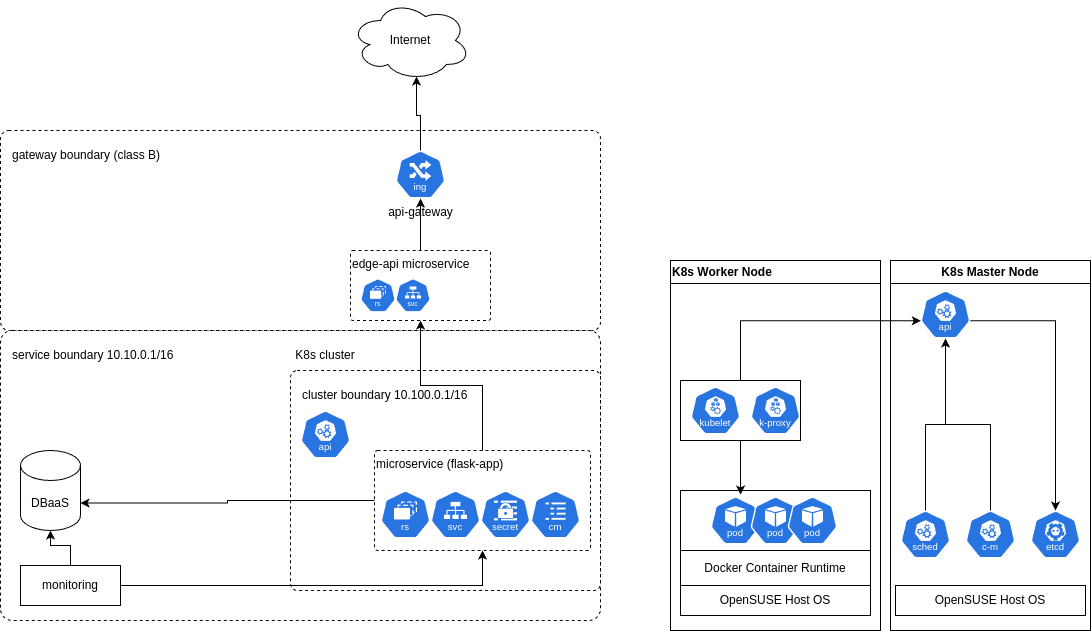 Internet
gateway boundary (class B)
ing
api-gateway
edge-api microservice
rs
svc
service boundary 10.10.0.1/16
K8s cluster
cluster boundary 10.100.0.1/16
api
microservice (flask-app)
rs
svc
secret
cm
DBaaS
monitoring
K8s Worker Node
kubelet
k-proxy
pod
pod
pod
Docker Container Runtime
OpenSUSE Host OS
K8s Master Node
api
sched
c-m
etcd
OpenSUSE Host OS